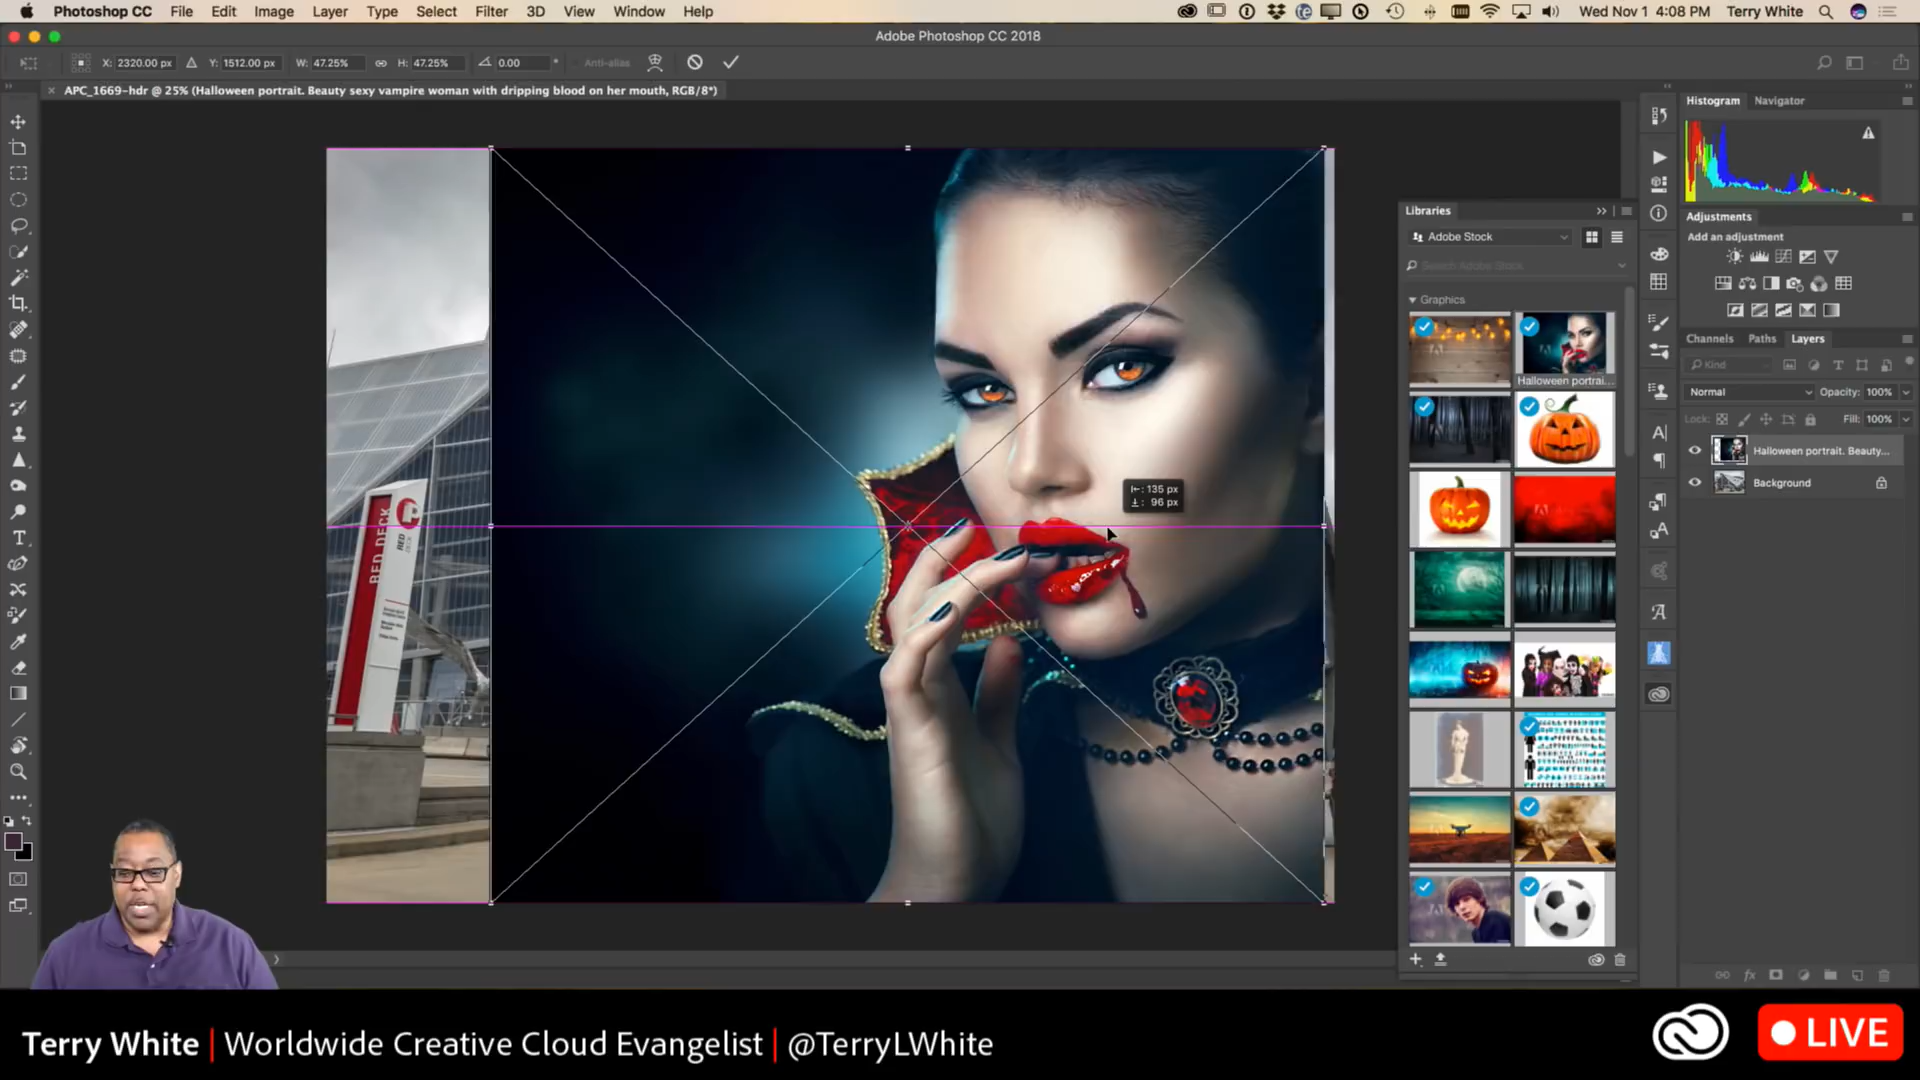 Photoshop CC File Edit Image Layer Type Select Filter 3D View Window Help
Wed Nov 1 4:08 PM Terry White
Adobe Photoshop CC 2018
X: 2320.00 px Y: 1512.00 px W: 47.25% H: 47.25% 0.00 ° Anti-alias
APC_1669-hdr @ 25% (Halloween portrait. Beauty sexy vampire woman with dripping blood on her mouth, RGB/8*)
Histogram Navigator
Libraries
Adobe Stock
Search Adobe Stock
Graphics
Halloween portrai...
Adjustments
Add an adjustment
Channels Paths Layers
Kind
Normal Opacity: 100%
Lock: Fill: 100%
Halloween portrait. Beauty...
Background
135 px
96 px
RED DECK
RED DECK
Terry White | Worldwide Creative Cloud Evangelist | @TerryLWhite
LIVE